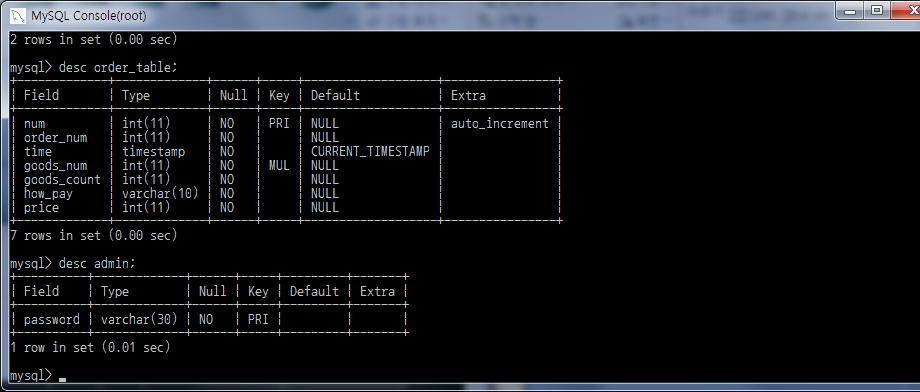 MySQL Console(root)
2 rows in set (0.00 sec)
mysql> desc order_table;
| Field | Type | Null | Key | Default | Extra |
| num | int(11) | NO | PRI | NULL | auto_increment |
| order_num | int(11) | NO | | NULL | |
| time | timestamp | NO | | CURRENT_TIMESTAMP | |
| goods_num | int(11) | NO | MUL | NULL | |
| goods_count | int(11) | NO | | NULL | |
| how_pay | varchar(10) | NO | | NULL | |
| price | int(11) | NO | | NULL | |
7 rows in set (0.00 sec)
mysql> desc admin;
| Field | Type | Null | Key | Default | Extra |
| password | varchar(30) | NO | PRI | | |
1 row in set (0.01 sec)
mysql> _